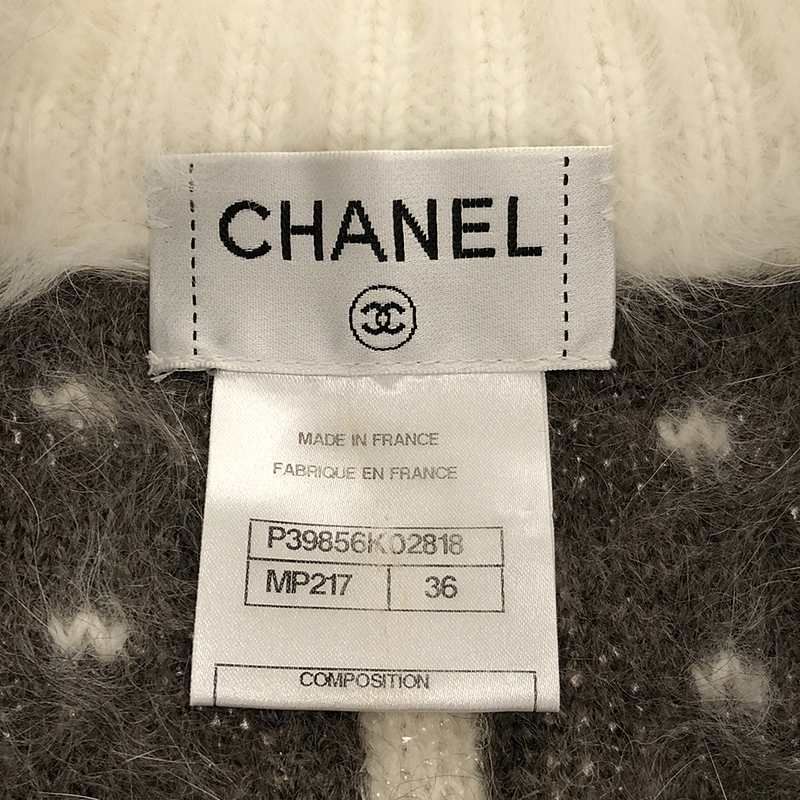 CHANEL
MADE IN FRANCE
FABRIQUE EN FRANCE
P39856K02818
MP217 36
COMPOSITION